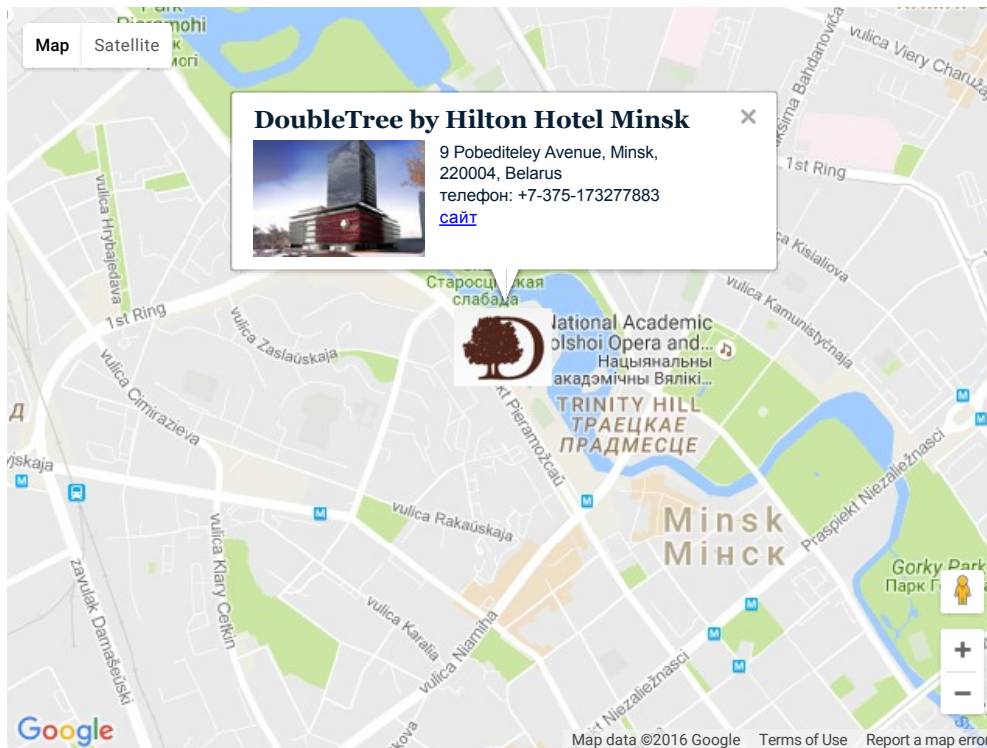 Park
Pieramohi
Map
Satellite
vulica Viery Charužaj
DoubleTree by Hilton Hotel Minsk
9 Pobediteley Avenue, Minsk,
220004, Belarus
телефон: +7-375-173277883
сайт
1st Ring
vulica Hrybajedava
vulica Kamunistyčnaja
слабада
1st Ring
vulica Zaslaŭskaja
vulica Cimirazieva
D
National Academic
Bolshoi Opera and...
Нацыянальны
акадэмічны Вялікі...
TRINITY HILL
ТРАЕЦКАЕ
ПРАДМЕСЦЕ
Praspiekt Niezaliežnasci
vulica Rakaŭskaja
Minsk
Мінск
Gorky Park
vulica Klary Cetkin
zavulak Damašeŭski
vulica Karalia
vulica Niamiha
Niezaliežnasci
Google
Map data ©2016 Google
Terms of Use
Report a map error